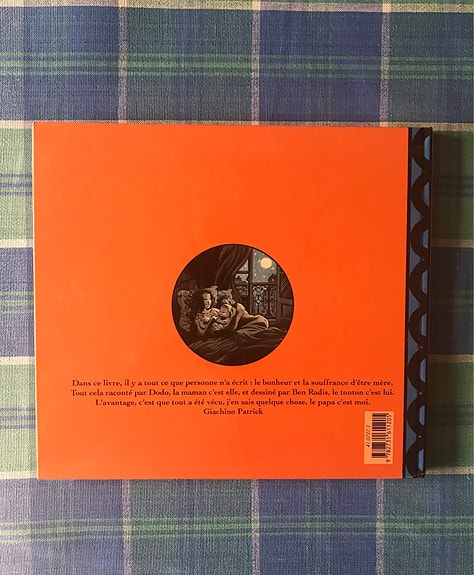 Dans ce livre, il y a tout ce que personne n'a écrit : le bonheur et la souffrance d'être mère.
Tout cela raconté par Dodo, la maman c'est elle, et dessiné par Ben Radis, le tonton c'est lui.
L'avantage, c'est que tout a été vécu, j'en sais quelque chose, le papa c'est moi.
Giachino Patrick